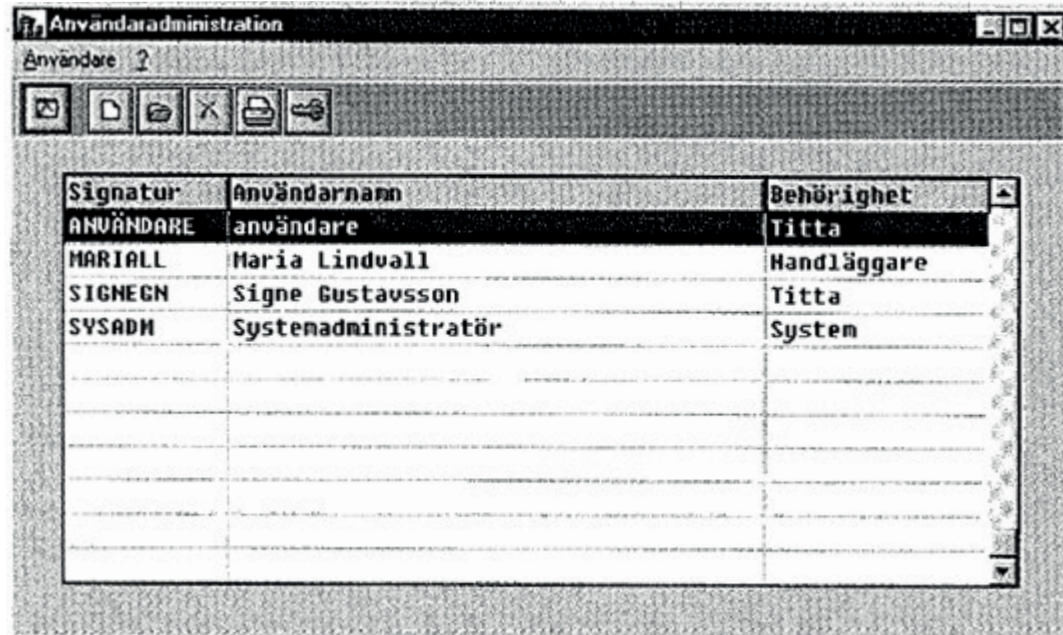 Användaradministration
Användare ?
Signatur Användarnamn Behörighet
ANVÄNDARE användare Titta
MARIALL Maria Lindvall Handläggare
SIGNEGN Signe Gustavsson Titta
SYSADM Systemadministratör System